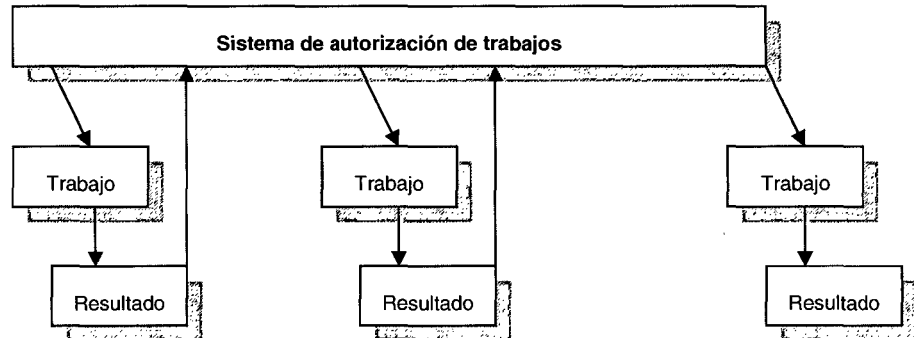 Sistema de autorización de trabajos
Trabajo
Trabajo
Trabajo
Resultado
Resultado
Resultado